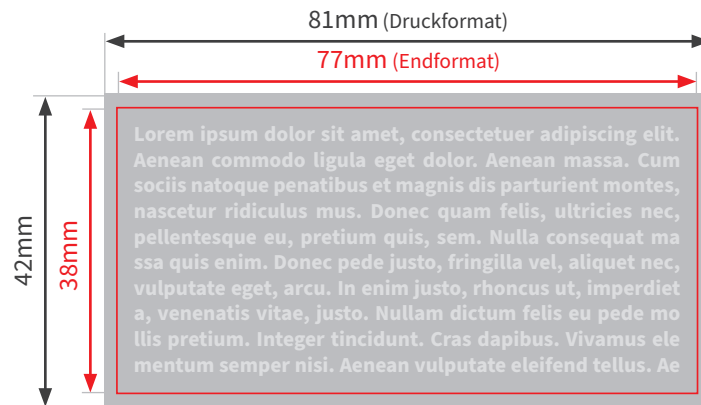 81mm (Druckformat)
77mm (Endformat)
42mm
38mm
Lorem ipsum dolor sit amet, consectetuer adipiscing elit.
Aenean commodo ligula eget dolor. Aenean massa. Cum
sociis natoque penatibus et magnis dis parturient montes,
nascetur ridiculus mus. Donec quam felis, ultricies nec,
pellentesque eu, pretium quis, sem. Nulla consequat ma
ssa quis enim. Donec pede justo, fringilla vel, aliquet nec,
vulputate eget, arcu. In enim justo, rhoncus ut, imperdiet
a, venenatis vitae, justo. Nullam dictum felis eu pede mo
llis pretium. Integer tincidunt. Cras dapibus. Vivamus ele
mentum semper nisi. Aenean vulputate eleifend tellus. Ae